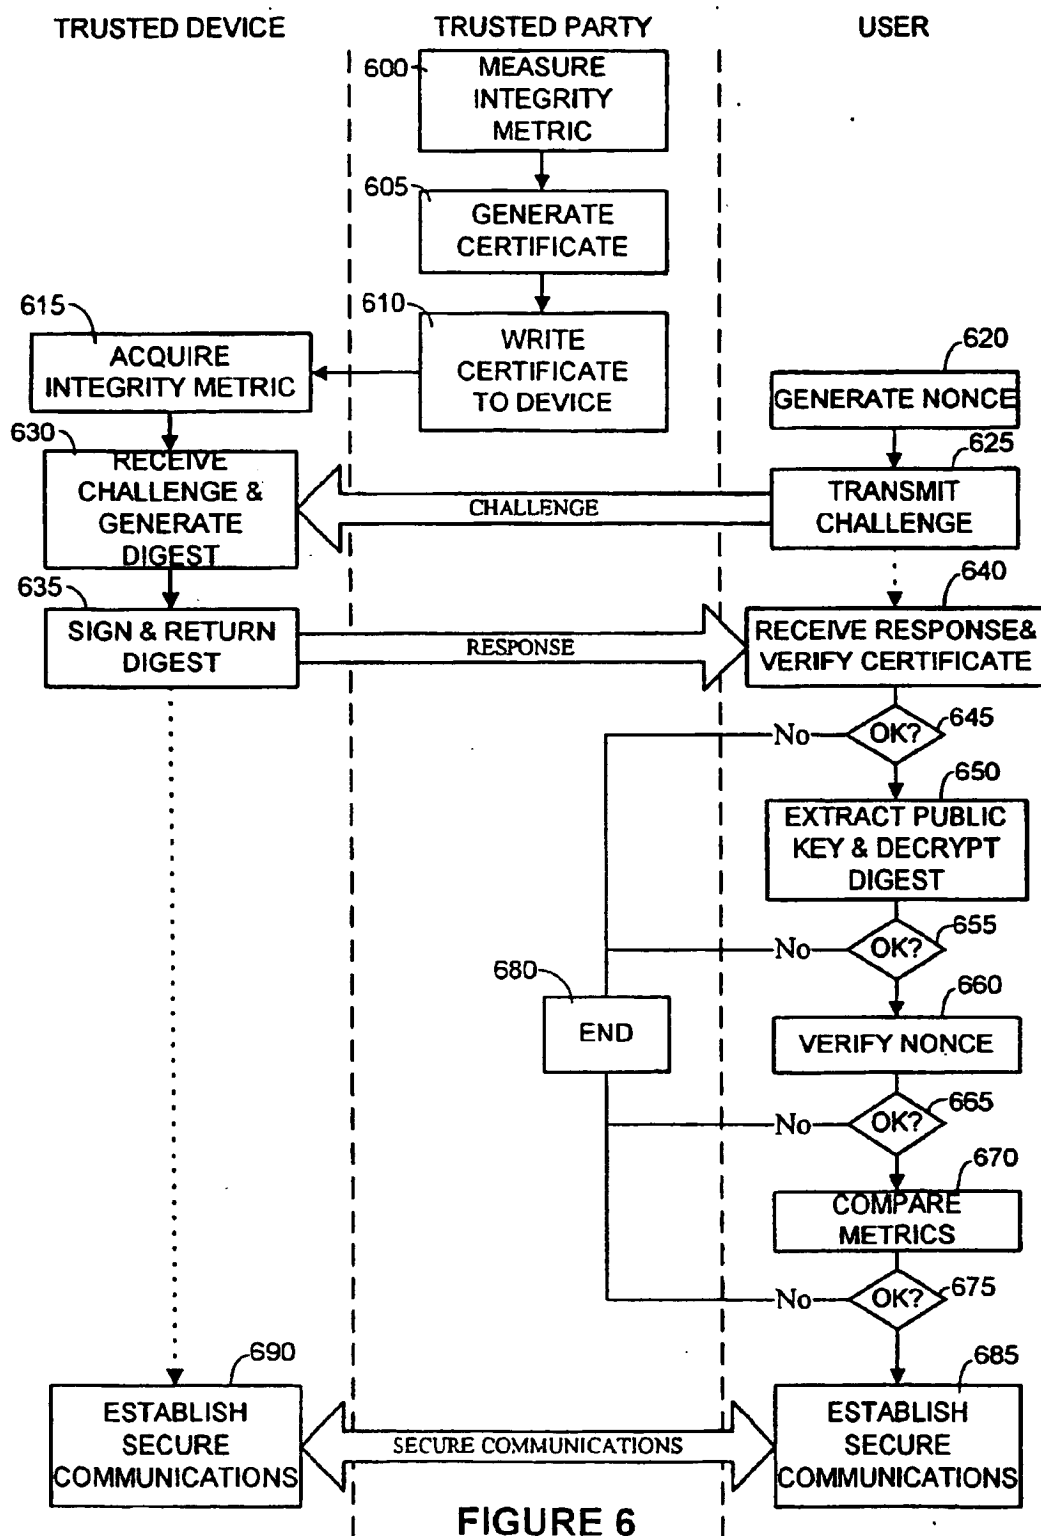 TRUSTED DEVICE
TRUSTED PARTY
USER
600
MEASURE
INTEGRITY
METRIC
605
GENERATE
CERTIFICATE
610
WRITE
CERTIFICATE
TO DEVICE
615
ACQUIRE
INTEGRITY METRIC
620
GENERATE NONCE
625
TRANSMIT
CHALLENGE
CHALLENGE
630
RECEIVE
CHALLENGE &
GENERATE
DIGEST
635
SIGN & RETURN
DIGEST
RESPONSE
640
RECEIVE RESPONSE&
VERIFY CERTIFICATE
645
OK?
No
650
EXTRACT PUBLIC
KEY & DECRYPT
DIGEST
655
OK?
No
680
END
660
VERIFY NONCE
665
OK?
No
670
COMPARE
METRICS
675
OK?
No
690
ESTABLISH
SECURE
COMMUNICATIONS
SECURE COMMUNICATIONS
685
ESTABLISH
SECURE
COMMUNICATIONS
FIGURE 6